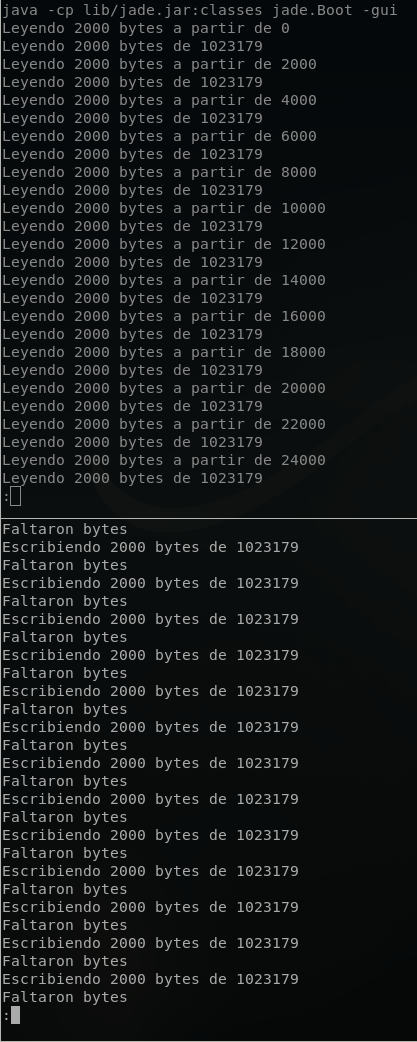 java -cp lib/jade.jar:classes jade.Boot -gui
Leyendo 2000 bytes a partir de 0
Leyendo 2000 bytes de 1023179
Leyendo 2000 bytes a partir de 2000
Leyendo 2000 bytes de 1023179
Leyendo 2000 bytes a partir de 4000
Leyendo 2000 bytes de 1023179
Leyendo 2000 bytes a partir de 6000
Leyendo 2000 bytes de 1023179
Leyendo 2000 bytes a partir de 8000
Leyendo 2000 bytes de 1023179
Leyendo 2000 bytes a partir de 10000
Leyendo 2000 bytes de 1023179
Leyendo 2000 bytes a partir de 12000
Leyendo 2000 bytes de 1023179
Leyendo 2000 bytes a partir de 14000
Leyendo 2000 bytes de 1023179
Leyendo 2000 bytes a partir de 16000
Leyendo 2000 bytes de 1023179
Leyendo 2000 bytes a partir de 18000
Leyendo 2000 bytes de 1023179
Leyendo 2000 bytes a partir de 20000
Leyendo 2000 bytes de 1023179
Leyendo 2000 bytes a partir de 22000
Leyendo 2000 bytes de 1023179
Leyendo 2000 bytes a partir de 24000
Leyendo 2000 bytes de 1023179
:
Faltaron bytes
Escribiendo 2000 bytes de 1023179
Faltaron bytes
Escribiendo 2000 bytes de 1023179
Faltaron bytes
Escribiendo 2000 bytes de 1023179
Faltaron bytes
Escribiendo 2000 bytes de 1023179
Faltaron bytes
Escribiendo 2000 bytes de 1023179
Faltaron bytes
Escribiendo 2000 bytes de 1023179
Faltaron bytes
Escribiendo 2000 bytes de 1023179
Faltaron bytes
Escribiendo 2000 bytes de 1023179
Faltaron bytes
Escribiendo 2000 bytes de 1023179
Faltaron bytes
Escribiendo 2000 bytes de 1023179
Faltaron bytes
Escribiendo 2000 bytes de 1023179
Faltaron bytes
Escribiendo 2000 bytes de 1023179
Faltaron bytes
Escribiendo 2000 bytes de 1023179
Faltaron bytes
: